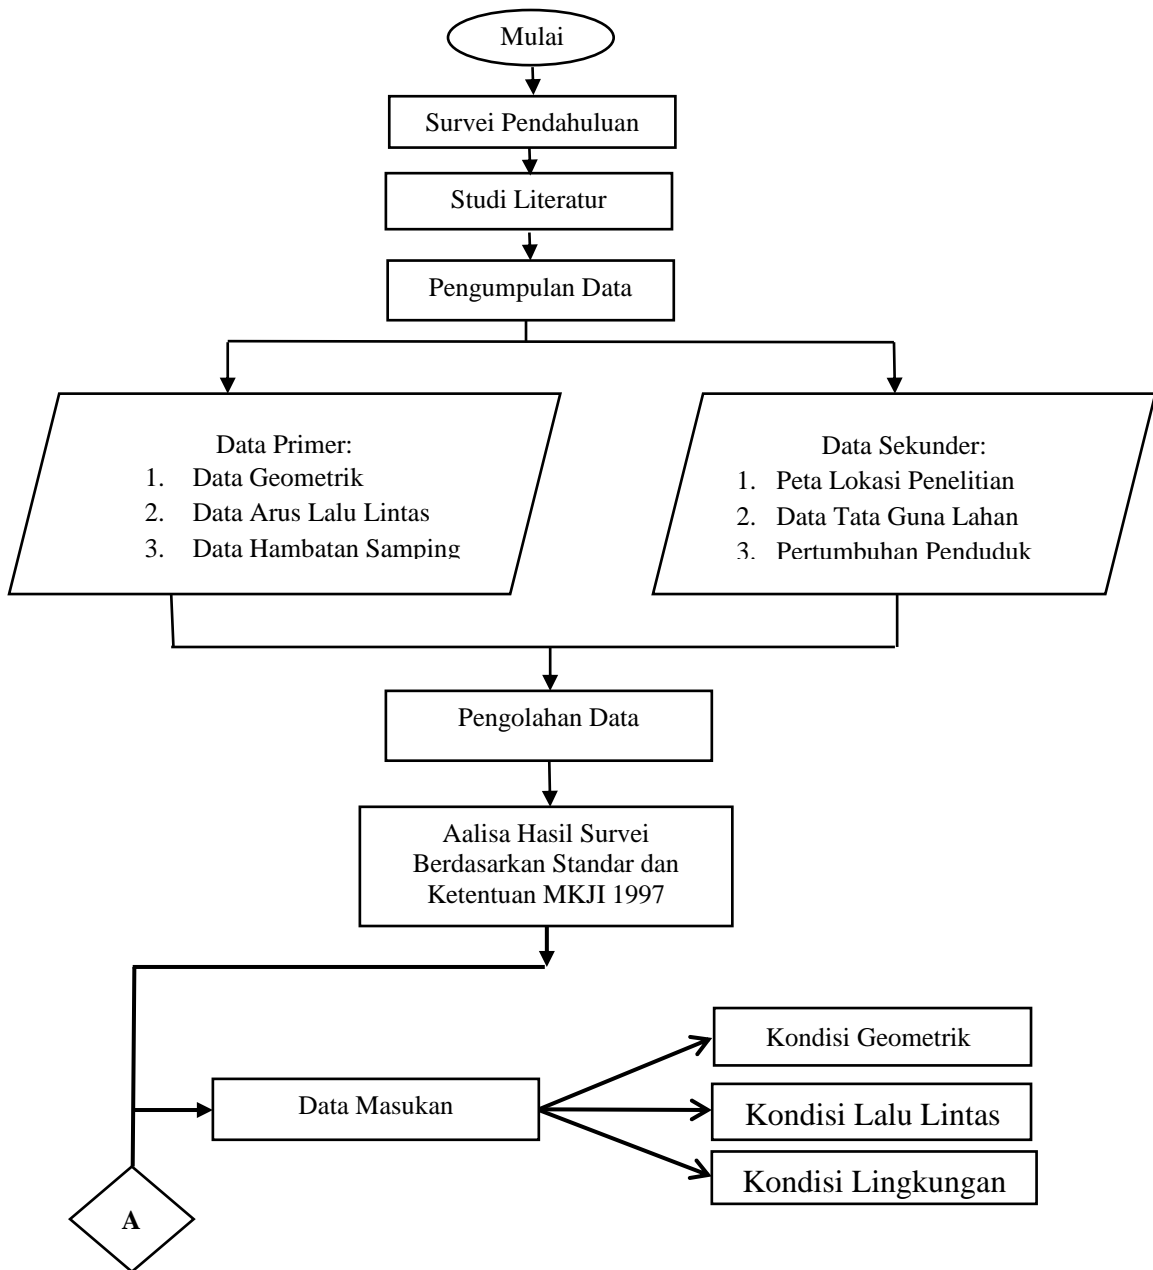 Mulai
Survei Pendahuluan
Studi Literatur
Pengumpulan Data
Data Primer:
1. Data Geometrik
2. Data Arus Lalu Lintas
3. Data Hambatan Samping
Data Sekunder:
1. Peta Lokasi Penelitian
2. Data Tata Guna Lahan
3. Pertumbuhan Penduduk
Pengolahan Data
Aalisa Hasil Survei
Berdasarkan Standar dan
Ketentuan MKJI 1997
Kondisi Geometrik
Data Masukan
Kondisi Lalu Lintas
Kondisi Lingkungan
A